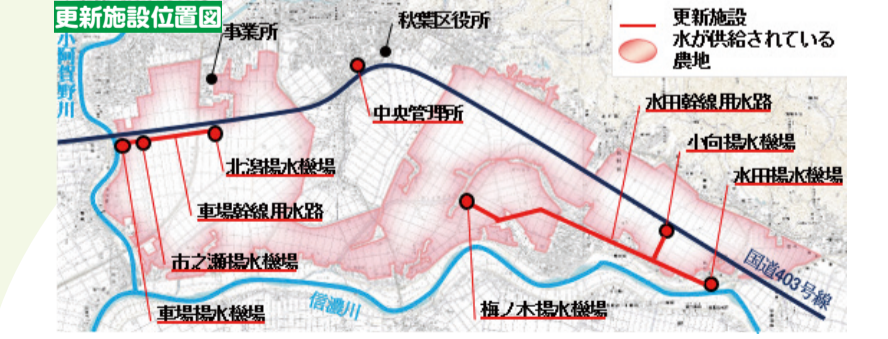 更新施設位置図
事業所
秋葉区役所
更新施設
水が供給されている
農地
小阿賀野川
中央管理所
水田幹線用水路
小向揚水機場
水田揚水機場
北潟揚水機場
車場幹線用水路
市之瀬揚水機場
車場揚水機場
信濃川
梅ノ木揚水機場
国道403号線